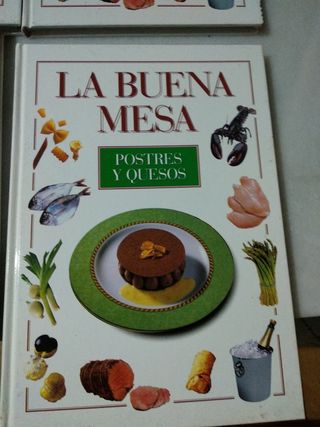 LA BUENA
MESA
POSTRES
Y QUESOS